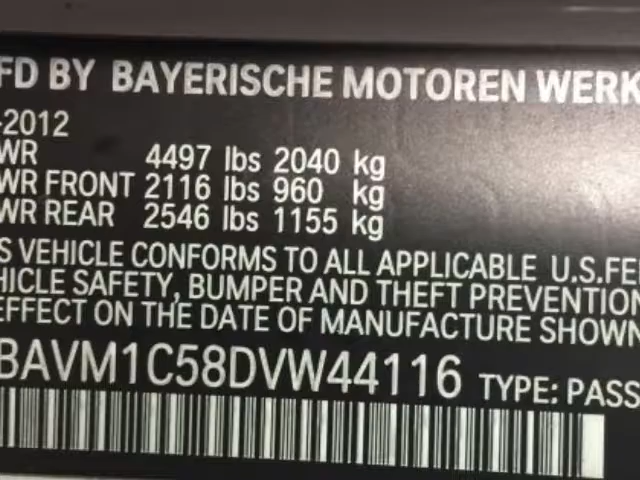 FD BY BAYERISCHE MOTOREN WERK
-2012
WR 4497 lbs 2040 kg
WR FRONT 2116 lbs 960 kg
WR REAR 2546 lbs 1155 kg
S VEHICLE CONFORMS TO ALL APPLICABLE U.S.FE
HICLE SAFETY, BUMPER AND THEFT PREVENTION
EFFECT ON THE DATE OF MANUFACTURE SHOWN
BAVM1C58DVW44116 TYPE: PASS